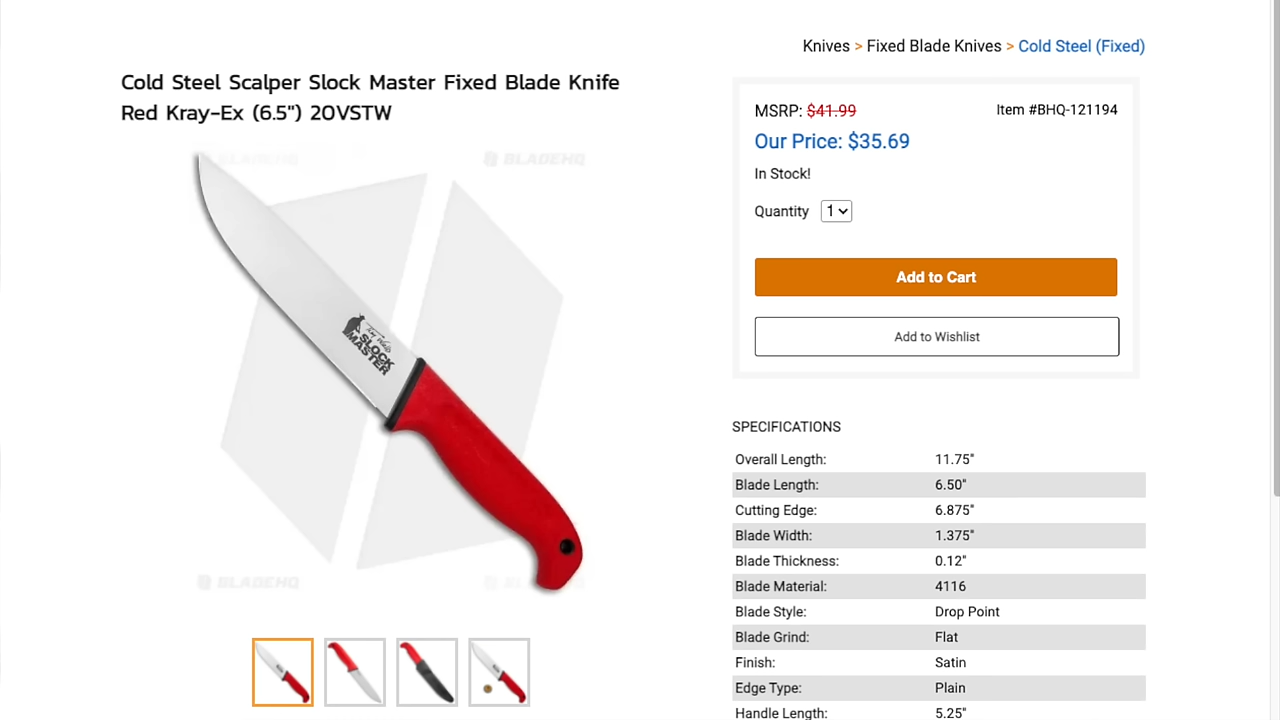 Knives > Fixed Blade Knives > Cold Steel (Fixed)
Cold Steel Scalper Slock Master Fixed Blade Knife
Red Kray-Ex (6.5") 20VSTW
MSRP: $41.99
Item #BHQ-121194
Our Price: $35.69
In Stock!
Quantity 1
Add to Cart
Add to Wishlist
BLADEHQ
BLADEHQ
SLOCK
MASTER
BLADEHQ
SPECIFICATIONS
Overall Length: 11.75"
Blade Length: 6.50"
Cutting Edge: 6.875"
Blade Width: 1.375"
Blade Thickness: 0.12"
Blade Material: 4116
Blade Style: Drop Point
Blade Grind: Flat
Finish: Satin
Edge Type: Plain
Handle Length: 5.25"